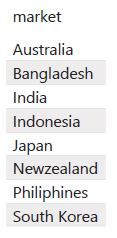 market
Australia
Bangladesh
India
Indonesia
Japan
Newzealand
Philiphines
South Korea